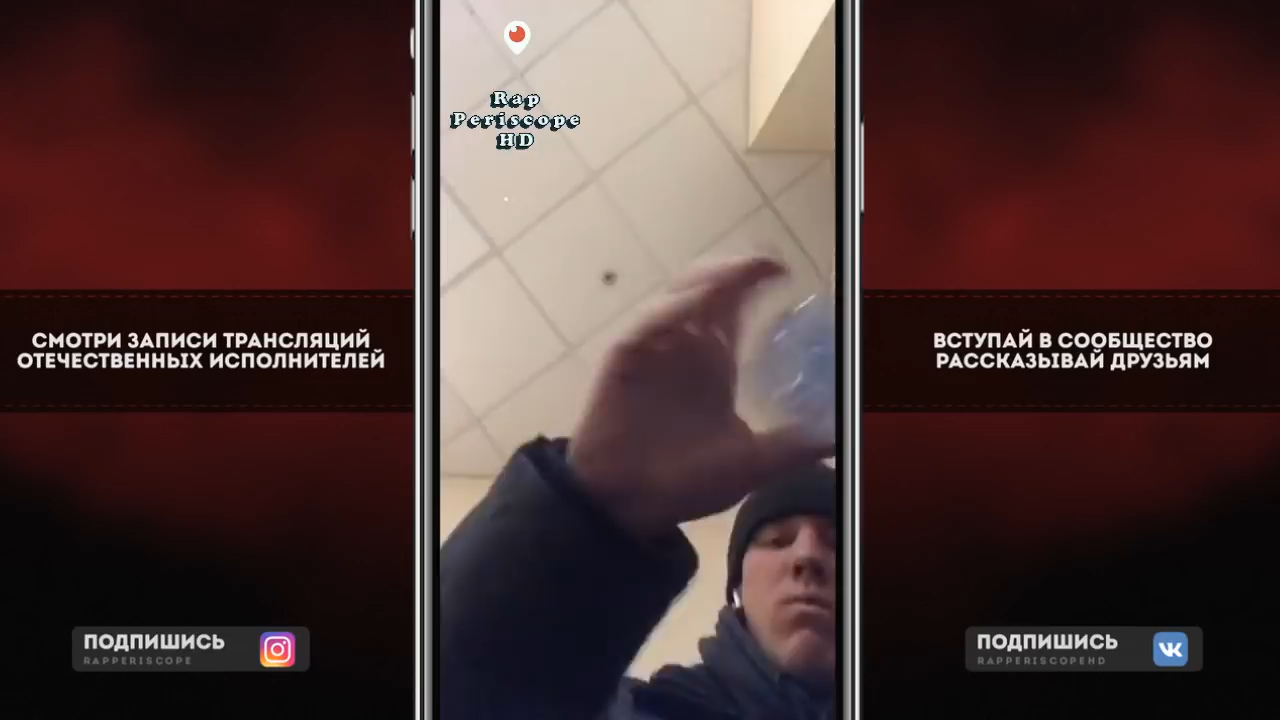 Rap
Periscope
HD
СМОТРИ ЗАПИСИ ТРАНСЛЯЦИЙ
ОТЕЧЕСТВЕННЫХ ИСПОЛНИТЕЛЕЙ
ВСТУПАЙ В СООБЩЕСТВО
РАССКАЗЫВАЙ ДРУЗЬЯМ
ПОДПИШИСЬ
RAPPERISCOPE
ПОДПИШИСЬ
RAPPERISCOPEHD